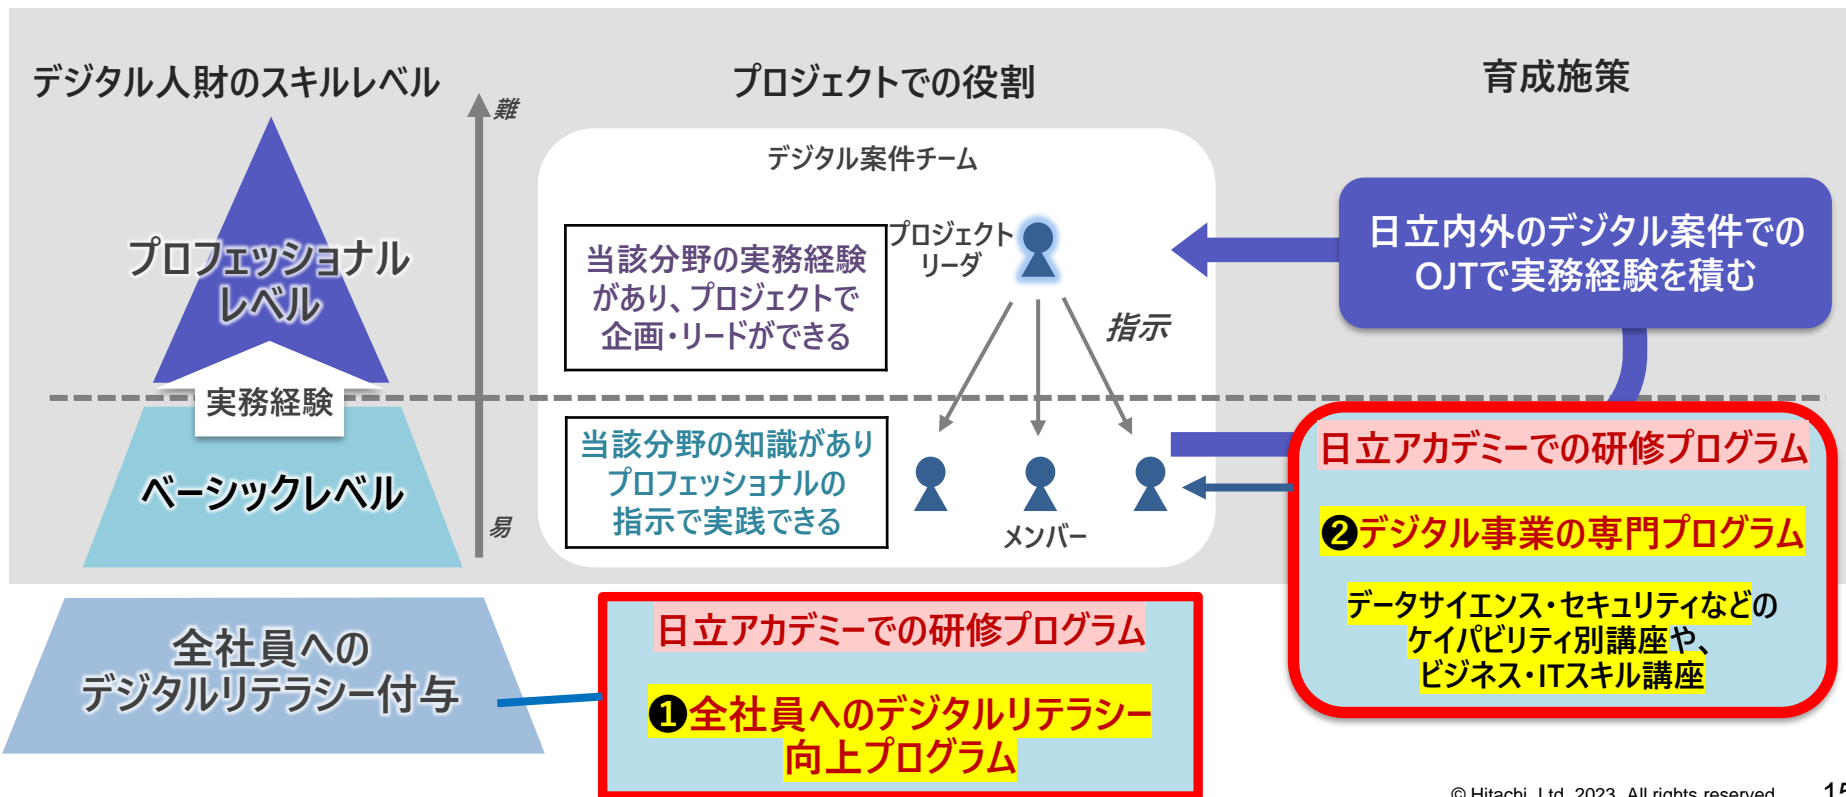 デジタル人財のスキルレベル
難
プロフェッショナル
レベル
実務経験
ベーシックレベル
易
全社員への
デジタルリテラシー付与
プロジェクトでの役割
デジタル案件チーム
当該分野の実務経験
があり、プロジェクトで
企画・リードができる
プロジェクト
リーダ
指示
当該分野の知識があり
プロフェッショナルの
指示で実践できる
メンバー
日立アカデミーでの研修プログラム
❶全社員へのデジタルリテラシー
向上プログラム
育成施策
日立内外のデジタル案件での
OJTで実務経験を積む
日立アカデミーでの研修プログラム
❷デジタル事業の専門プログラム
データサイエンス・セキュリティなどの
ケイパビリティ別講座や、
ビジネス・ITスキル講座
© Hitachi, Ltd. 2023. All rights reserved.
15